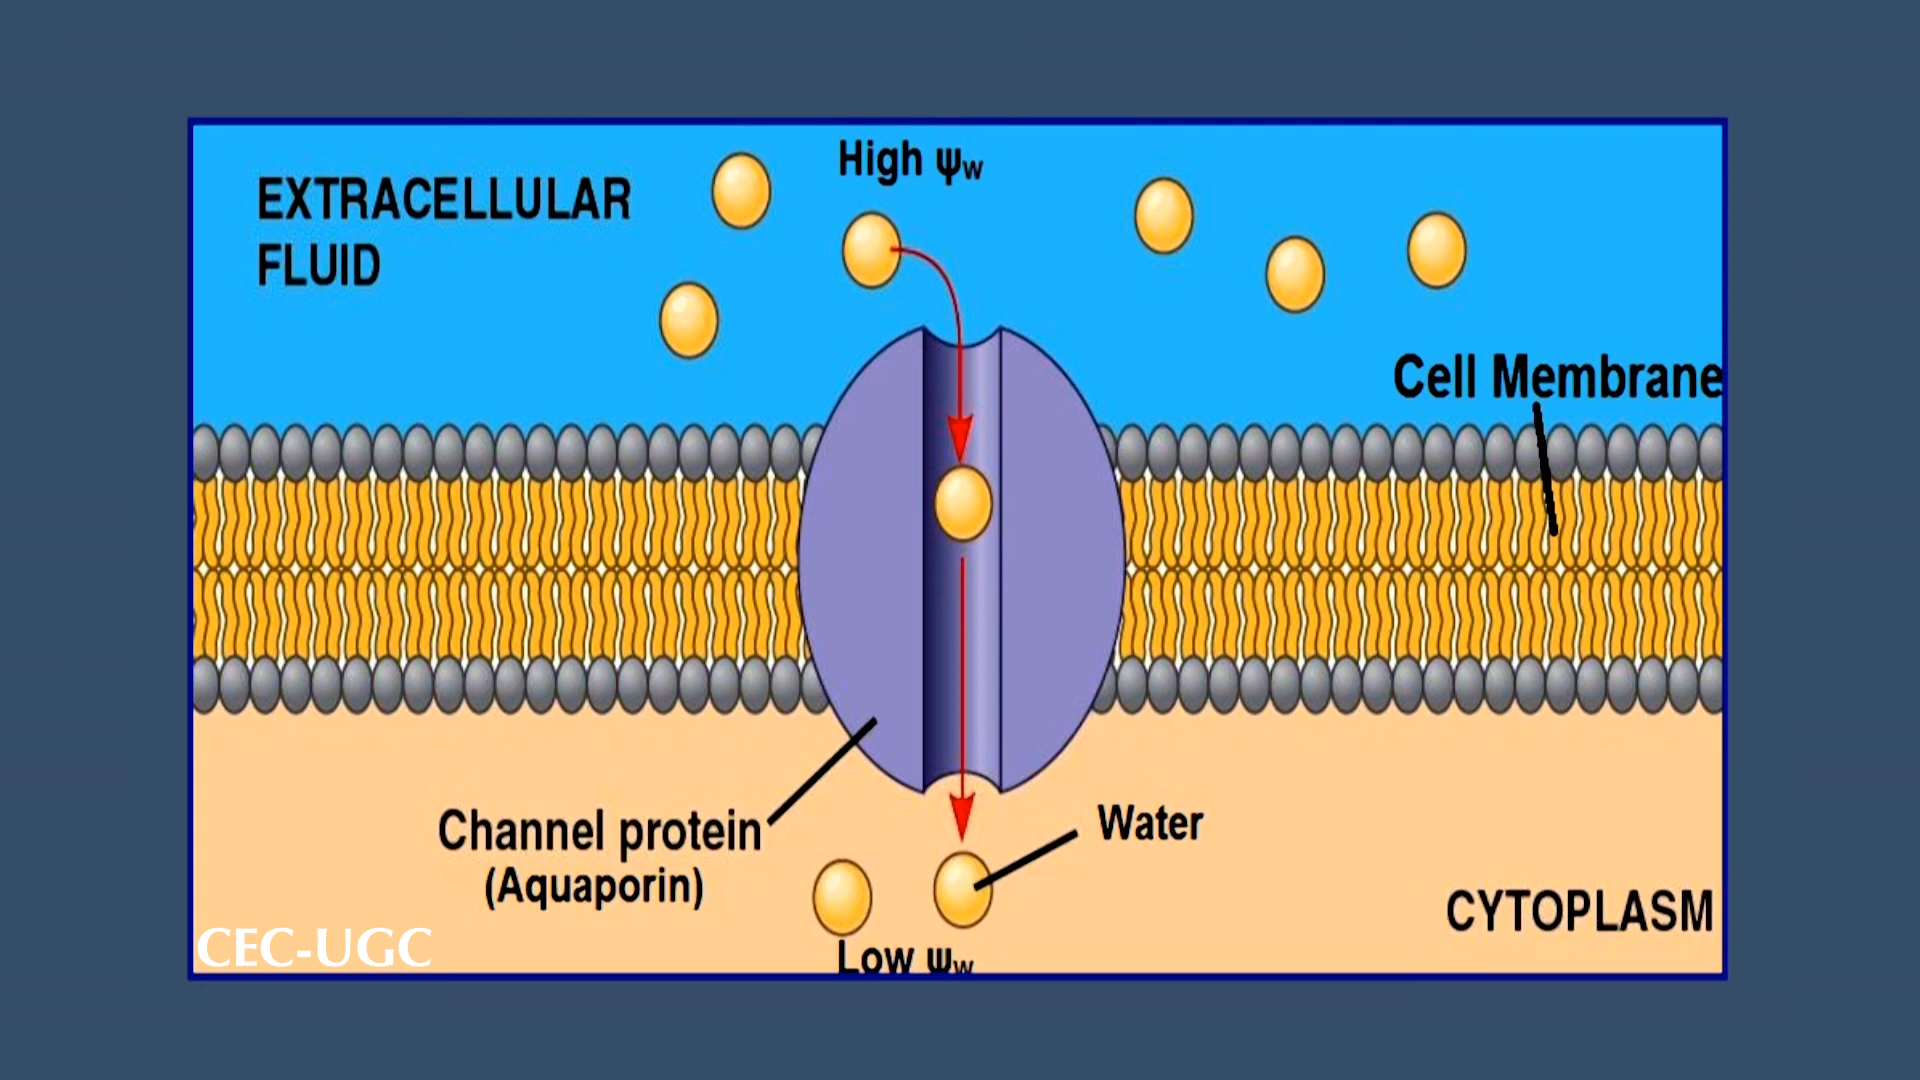 High ψw
EXTRACELLULAR
FLUID
Cell Membrane
Channel protein
(Aquaporin)
Water
CYTOPLASM
CEC-UGC
Low ψw